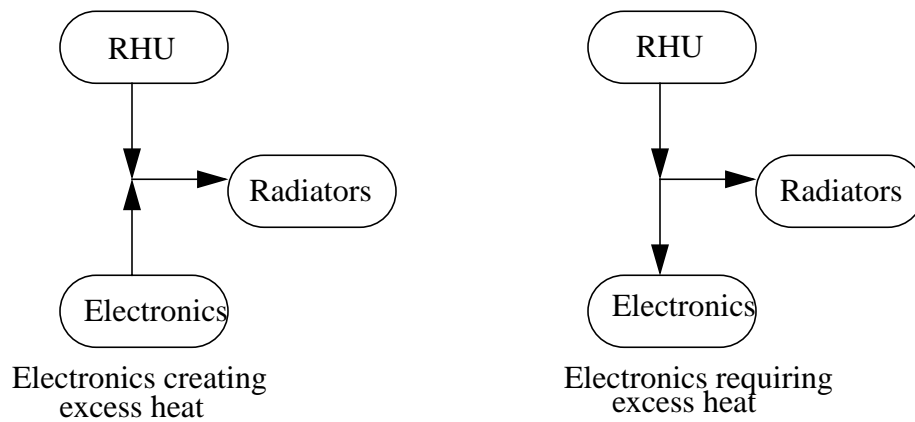 RHU
Radiators
Electronics
Electronics creating
excess heat
RHU
Radiators
Electronics
Electronics requiring
excess heat